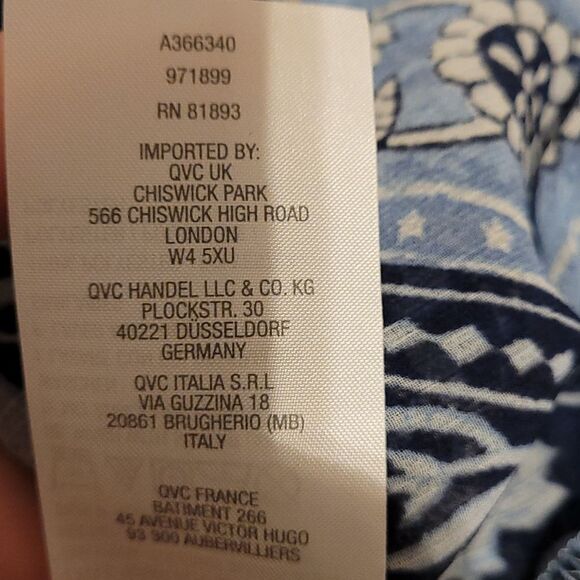 A366340
971899
RN 81893
IMPORTED BY:
QVC UK
CHISWICK PARK
566 CHISWICK HIGH ROAD
LONDON
W4 5XU
QVC HANDEL LLC & CO. KG
PLOCKSTR. 30
40221 DÜSSELDORF
GERMANY
QVC ITALIA S.R.L
VIA GUZZINA 18
20861 BRUGHERIO (MB)
ITALY
QVC FRANCE
BATIMENT 266
45 AVENUE VICTOR HUGO
93 300 AUBERVILLIERS